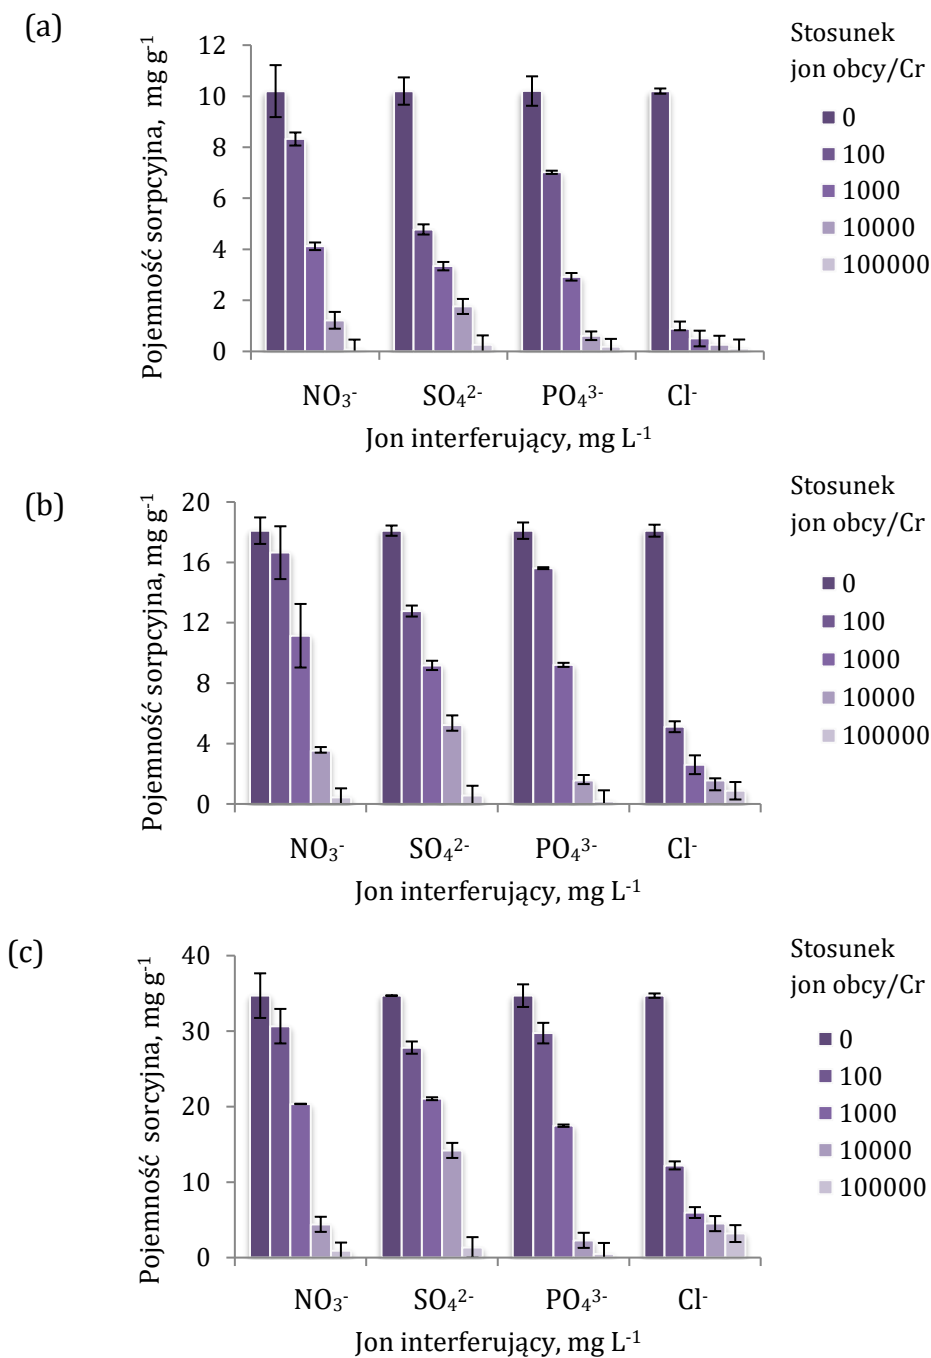 (a)
Pojemność sorpcyjna, mg g-1
12
10
8
6
4
2
0
NO3- SO42- PO43- Cl-
Jon interferujący, mg L-1
Stosunek
jon obcy/Cr
0
100
1000
10000
100000
(b)
Pojemność sorpcyjna, mg g-1
20
16
12
8
4
0
NO3- SO42- PO43- Cl-
Jon interferujący, mg L-1
Stosunek
jon obcy/Cr
0
100
1000
10000
100000
(c)
Pojemność sorcyjna, mg g-1
40
30
20
10
0
NO3- SO42- PO43- Cl-
Jon interferujący, mg L-1
Stosunek
jon obcy/Cr
0
100
1000
10000
100000